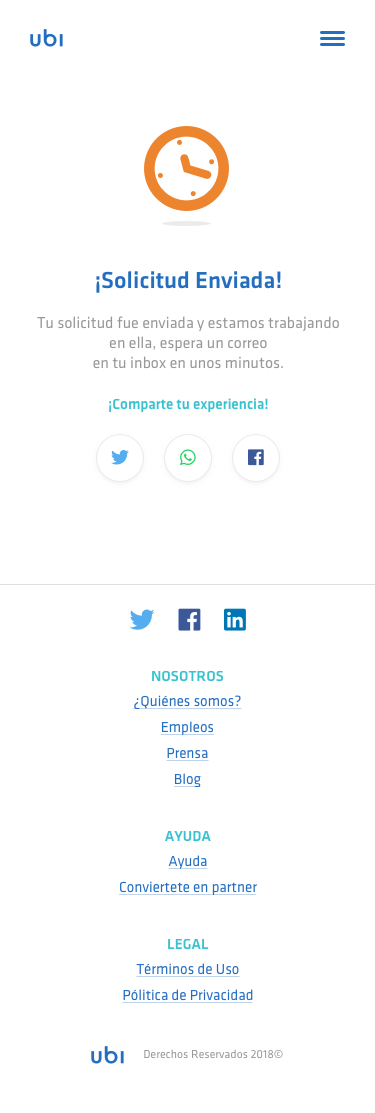 ubi
¡Solicitud Enviada!
Tu solicitud fue enviada y estamos trabajando
en ella, espera un correo
en tu inbox en unos minutos.
¡Comparte tu experiencia!
in
NOSOTROS
¿Quiénes somos?
Empleos
Prensa
Blog
AYUDA
Ayuda
Conviertete en partner
LEGAL
Términos de Uso
Pólitica de Privacidad
ubi Derechos Reservados 2018©